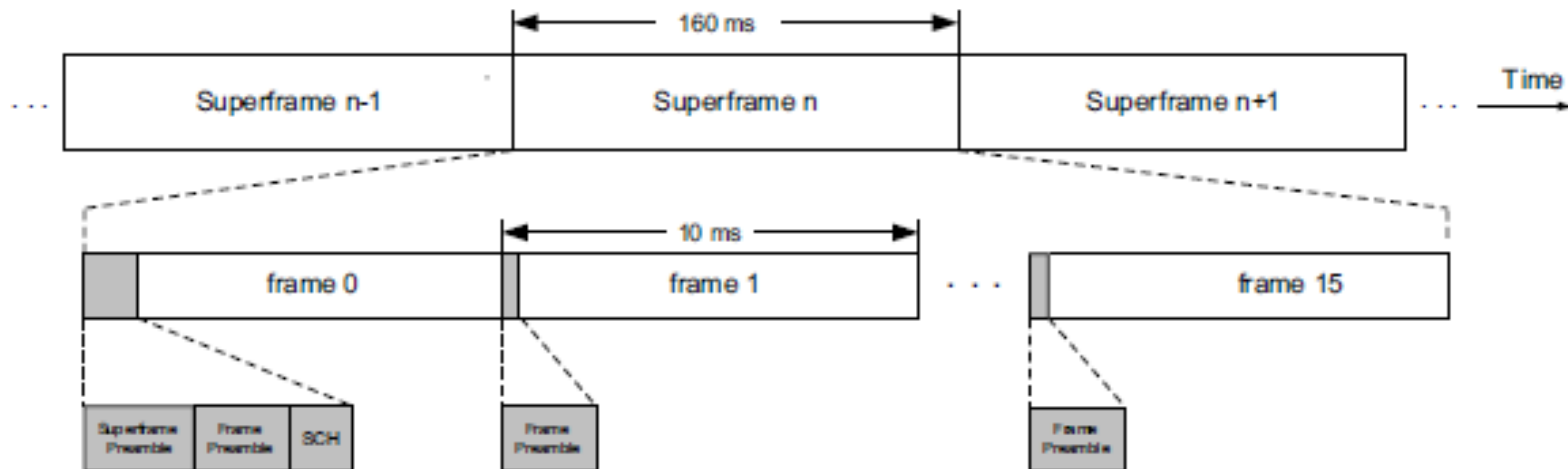 160 ms
... Superframe n-1 Superframe n Superframe n+1 ... Time
10 ms
frame 0 frame 1 ... frame 15
Superframe Preamble Frame Preamble SCH Frame Preamble Frame Preamble